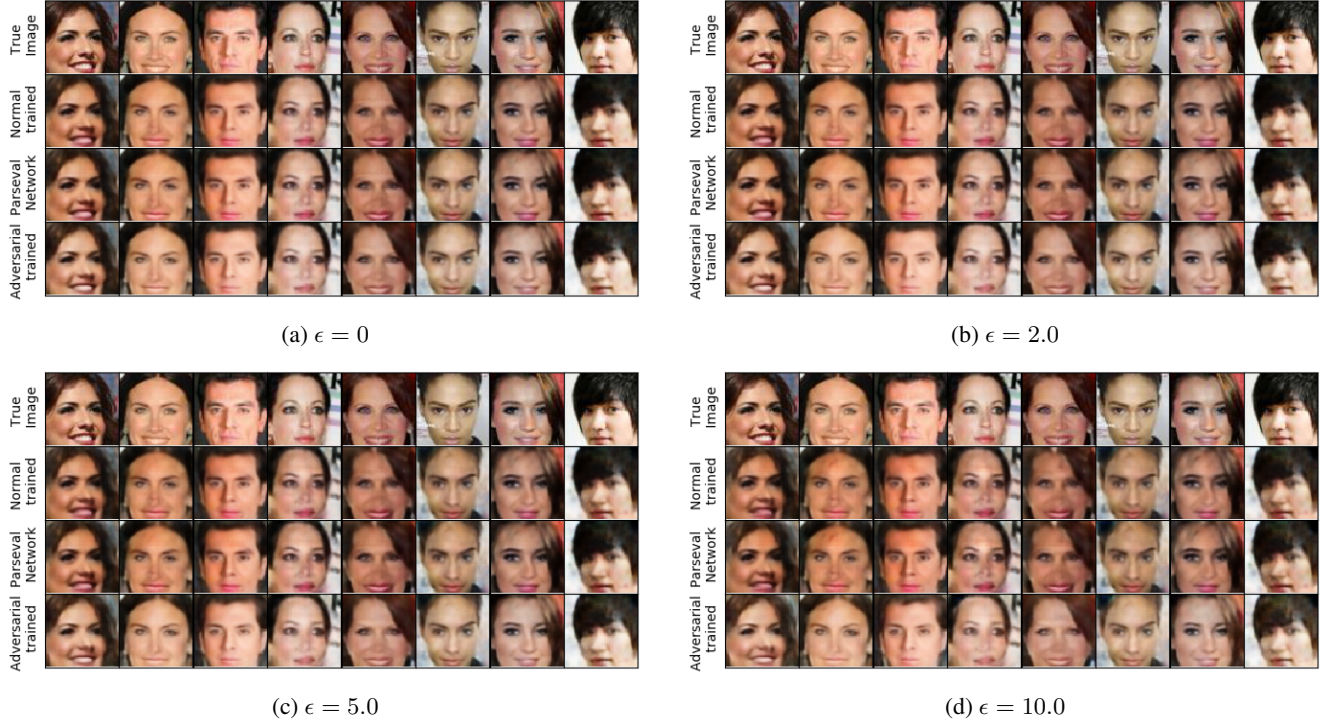 True
Image
Normal
trained
Parseval
Network
Adversarial
trained
(a) ϵ = 0
True
Image
Normal
trained
Parseval
Network
Adversarial
trained
(b) ϵ = 2.0
True
Image
Normal
trained
Parseval
Network
Adversarial
trained
(c) ϵ = 5.0
True
Image
Normal
trained
Parseval
Network
Adversarial
trained
(d) ϵ = 10.0